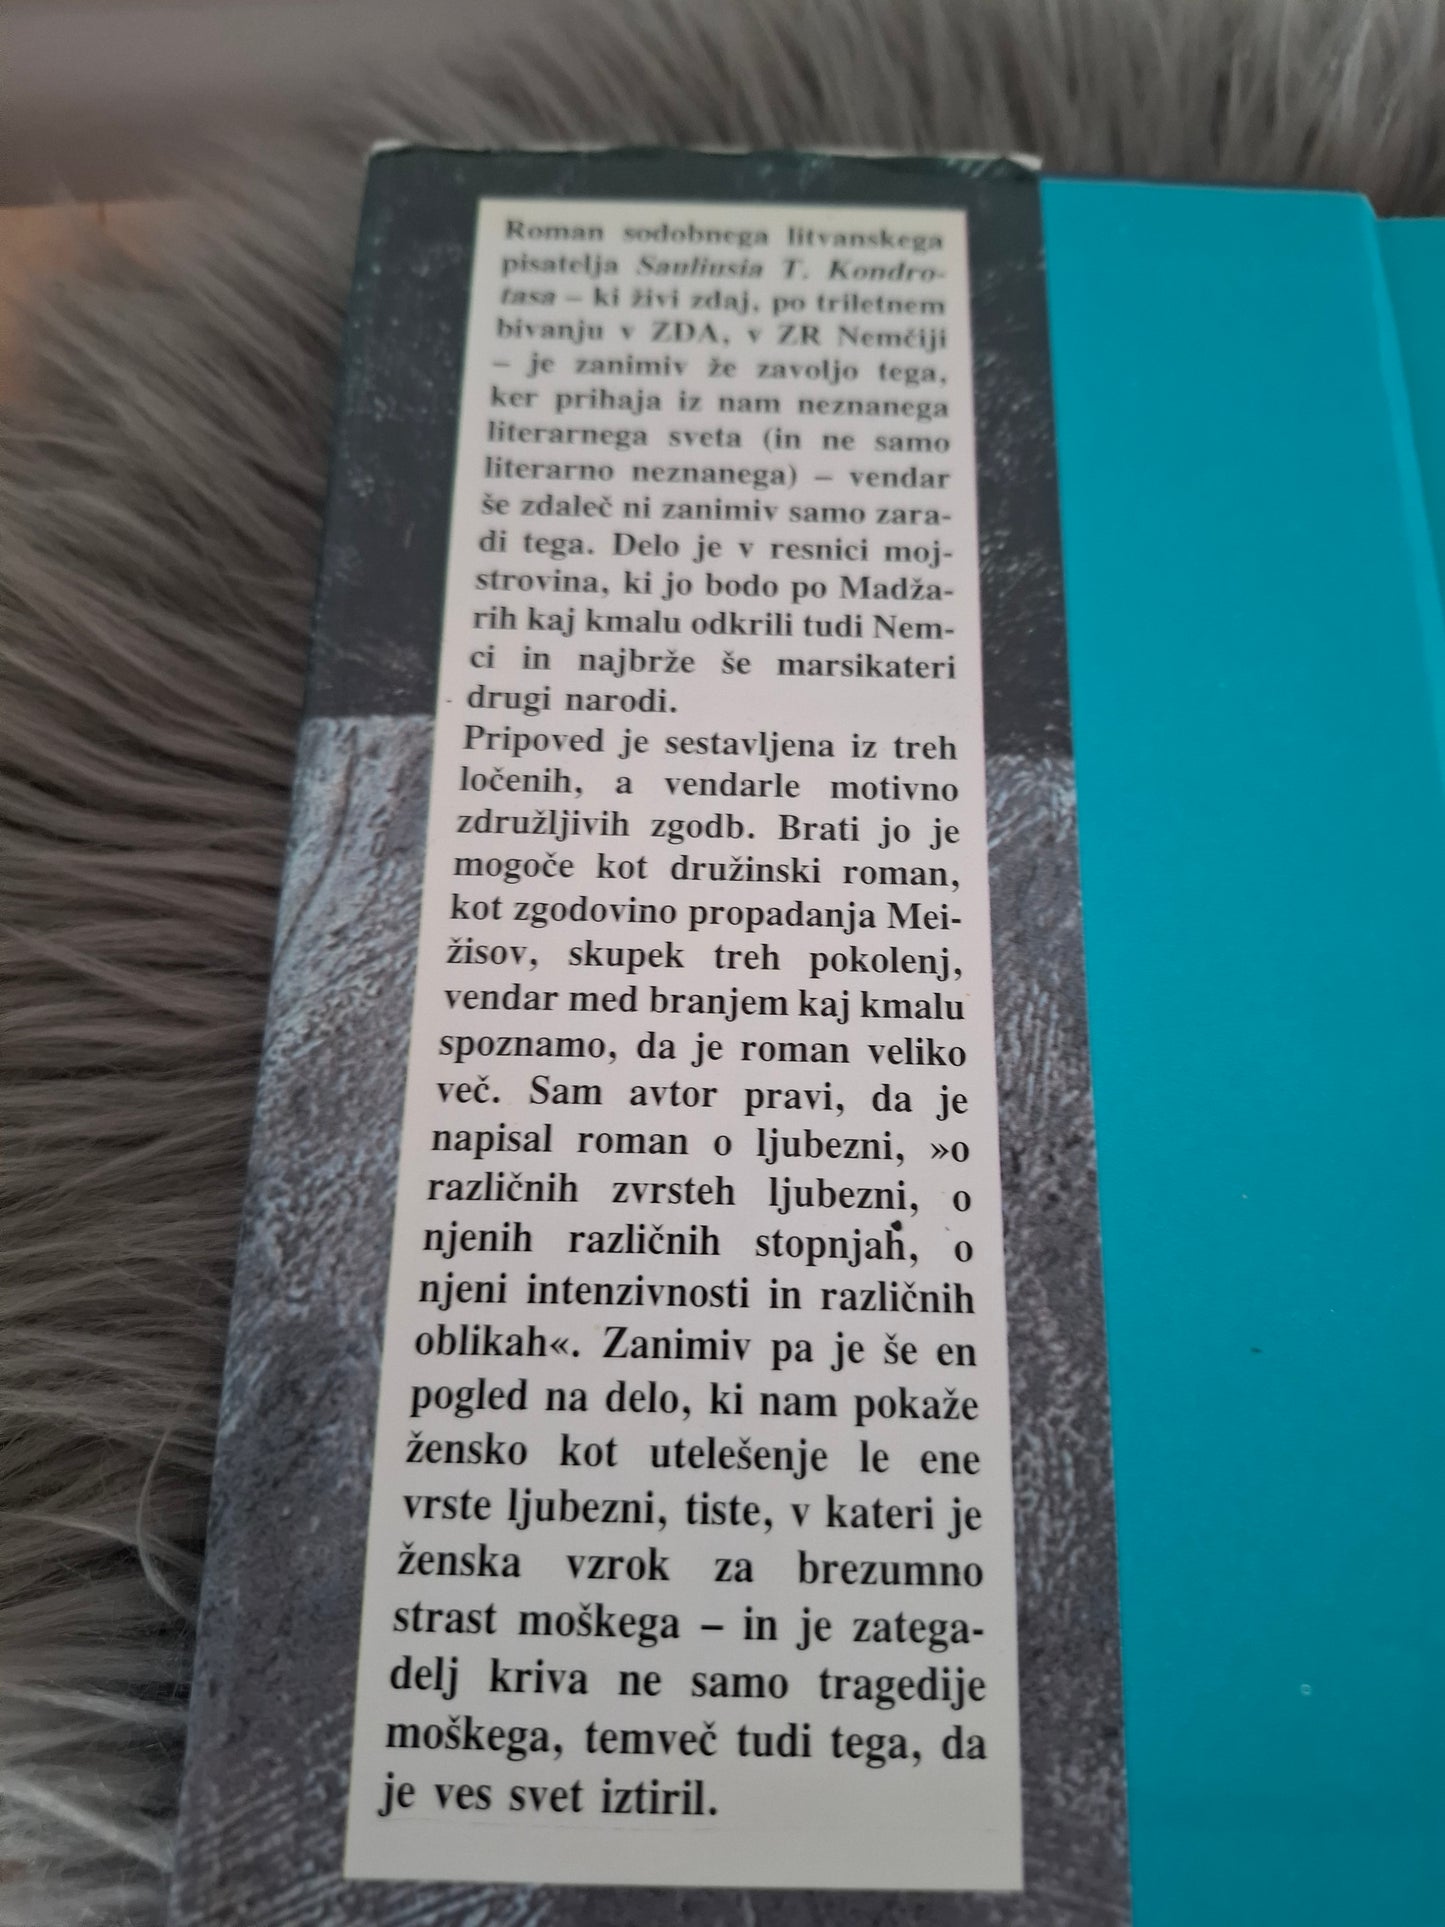 Roman sodobnega litvanskega
pisatelja Sauliusia T. Kondro-
tasa – ki živi zdaj, po triletnem
bivanju v ZDA, v ZR Nemčiji
– je zanimiv že zavoljo tega,
ker prihaja iz nam neznanega
literarnega sveta (in ne samo
literarno neznanega) – vendar
še zdaleč ni zanimiv samo zara-
di tega. Delo je v resnici moj-
strovina, ki jo bodo po Madža-
rih kaj kmalu odkrili tudi Nem-
ci in najbrže še marsikateri
drugi narodi.
Pripoved je sestavljena iz treh
ločenih, a vendarle motivno
združljivih zgodb. Brati jo je
mogoče kot družinski roman,
kot zgodovino propadanja Mei-
žisov, skupek treh pokolenj,
vendar med branjem kaj kmalu
spoznamo, da je roman veliko
več. Sam avtor pravi, da je
napisal roman o ljubezni, »o
različnih zvrsteh ljubezni, o
njenih različnih stopnjah, o
njeni intenzivnosti in različnih
oblikah«. Zanimiv pa je še en
pogled na delo, ki nam pokaže
žensko kot utelešenje le ene
vrste ljubezni, tiste, v kateri je
ženska vzrok za brezumno
strast moškega – in je zatega-
delj kriva ne samo tragedije
moškega, temveč tudi tega, da
je ves svet iztiril.